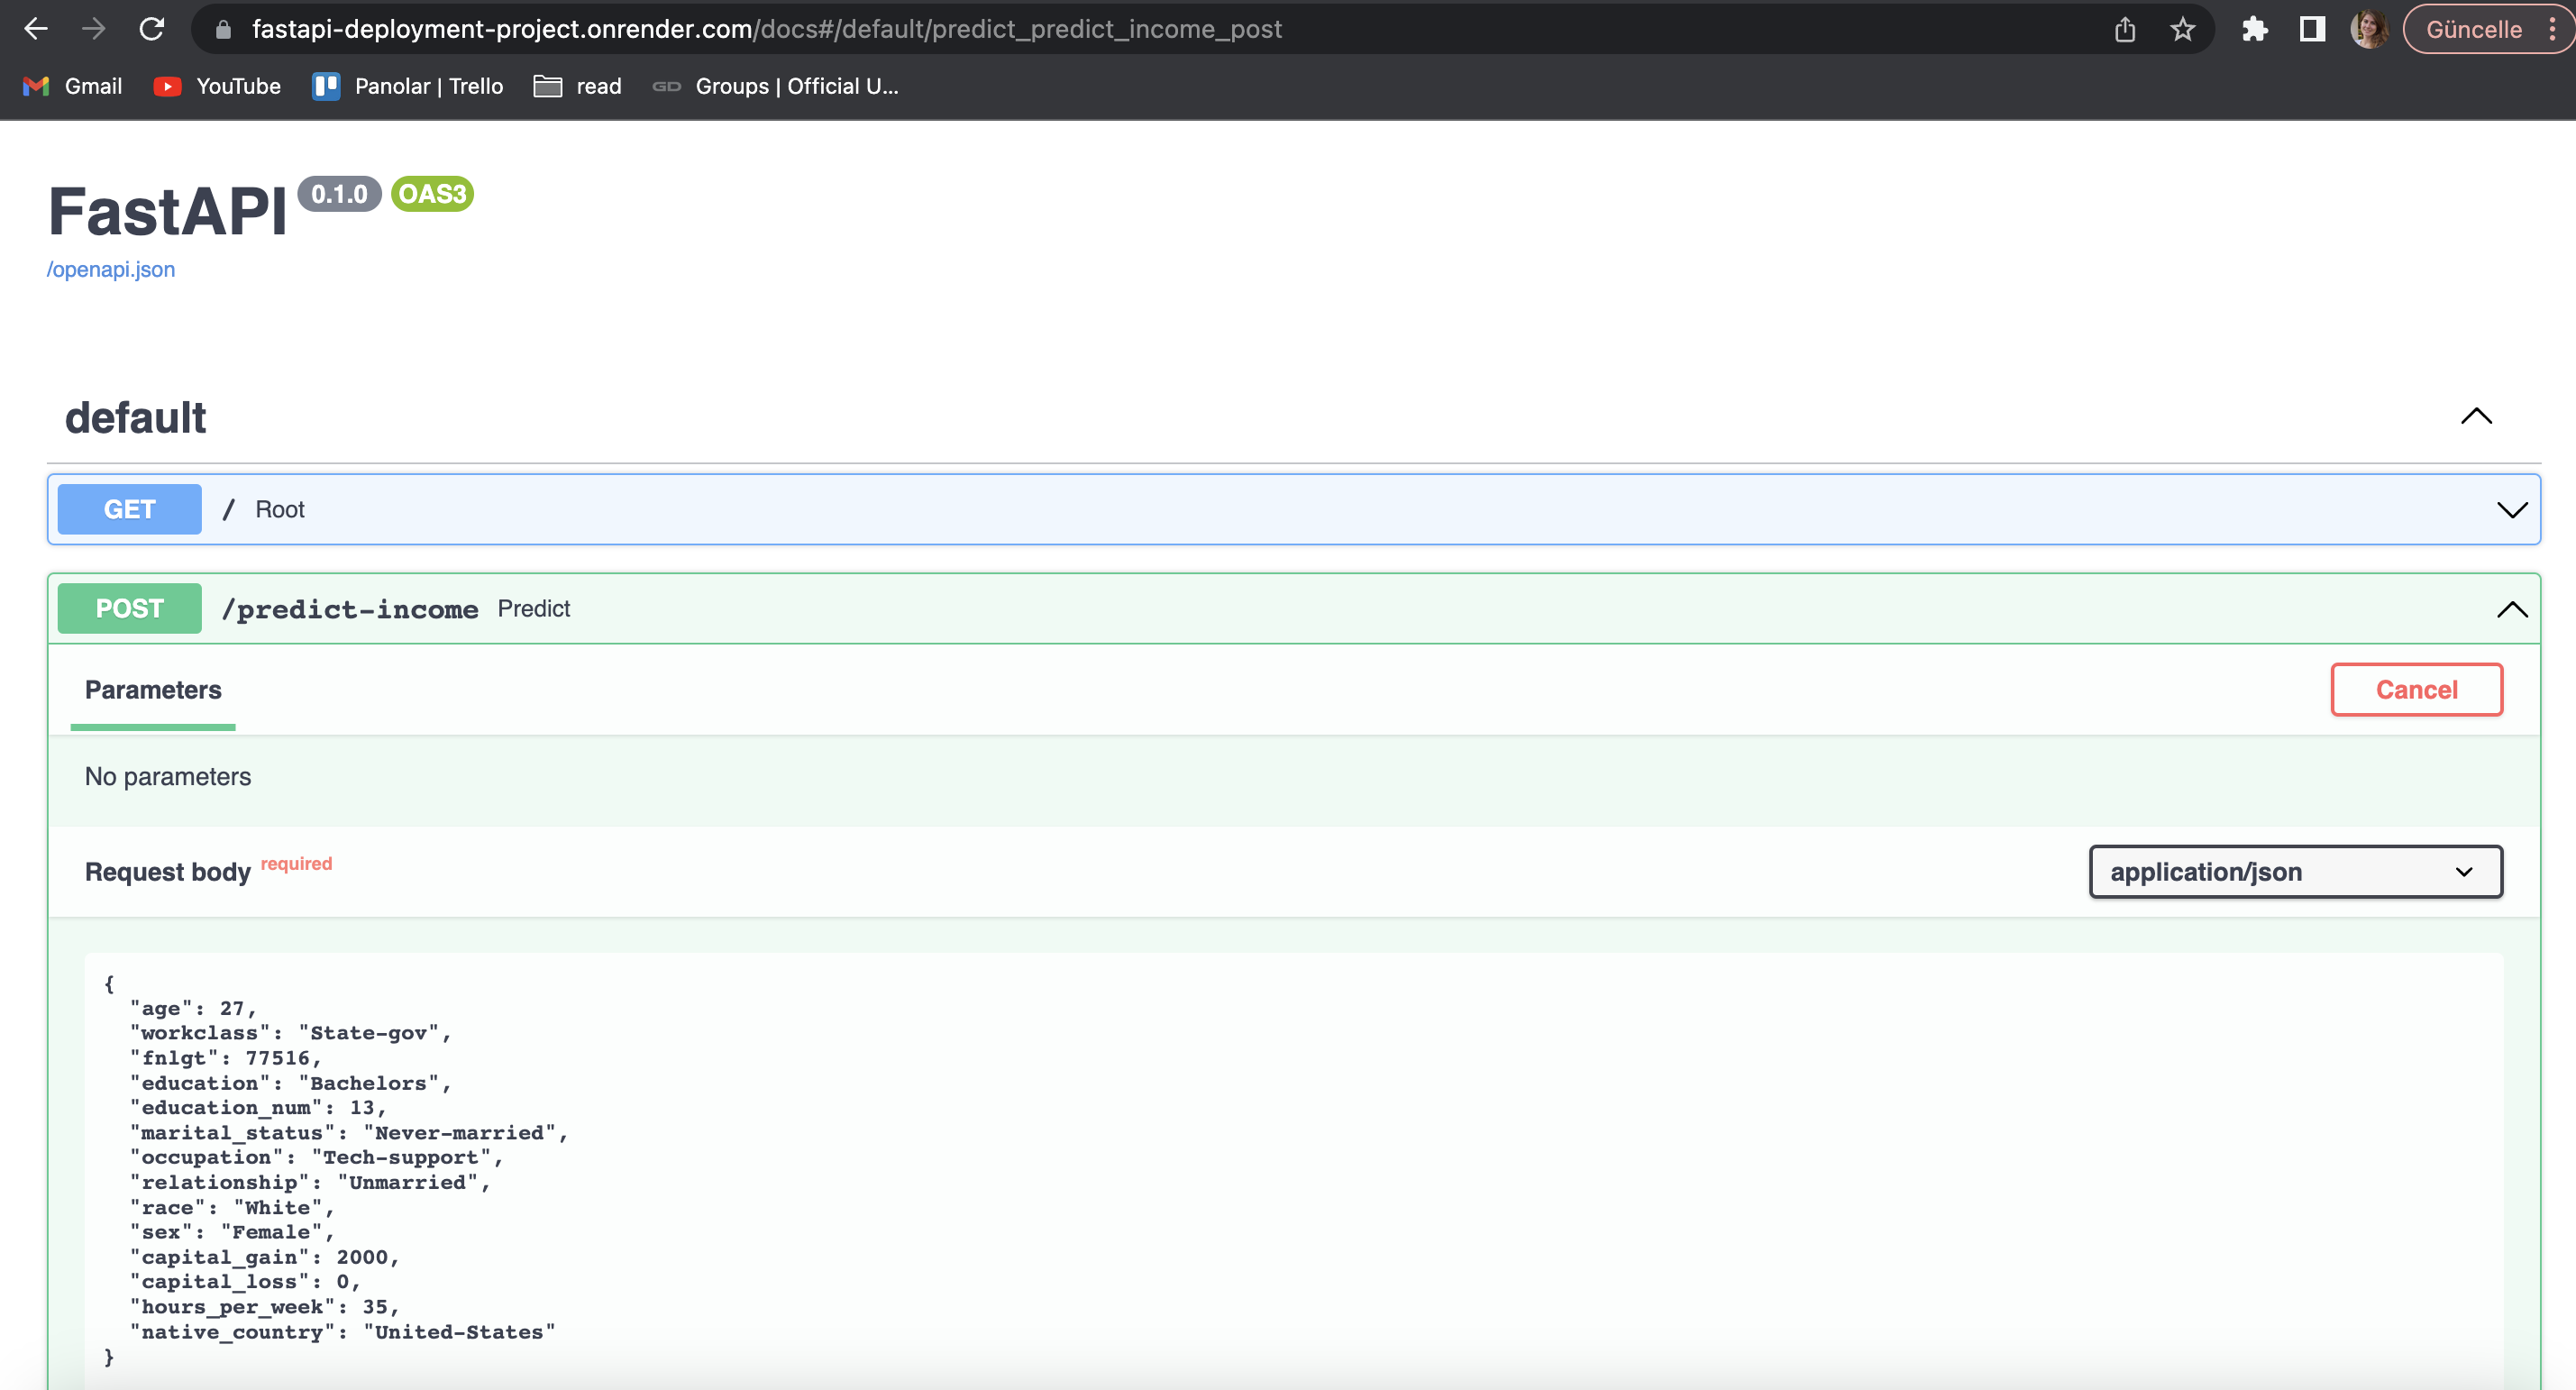 fastapi-deployment-project.onrender.com/docs#/default/predict_predict_income_post
Güncelle
Gmail
YouTube
Panolar | Trello
read
GD
Groups | Official U...
FastAPI 0.1.0 OAS3
/openapi.json
default
GET / Root
POST /predict-income Predict
Parameters
Cancel
No parameters
Request body required
application/json
{
"age": 27,
"workclass": "State-gov",
"fnlgt": 77516,
"education": "Bachelors",
"education_num": 13,
"marital_status": "Never-married",
"occupation": "Tech-support",
"relationship": "Unmarried",
"race": "White",
"sex": "Female",
"capital_gain": 2000,
"capital_loss": 0,
"hours_per_week": 35,
"native_country": "United-States"
}